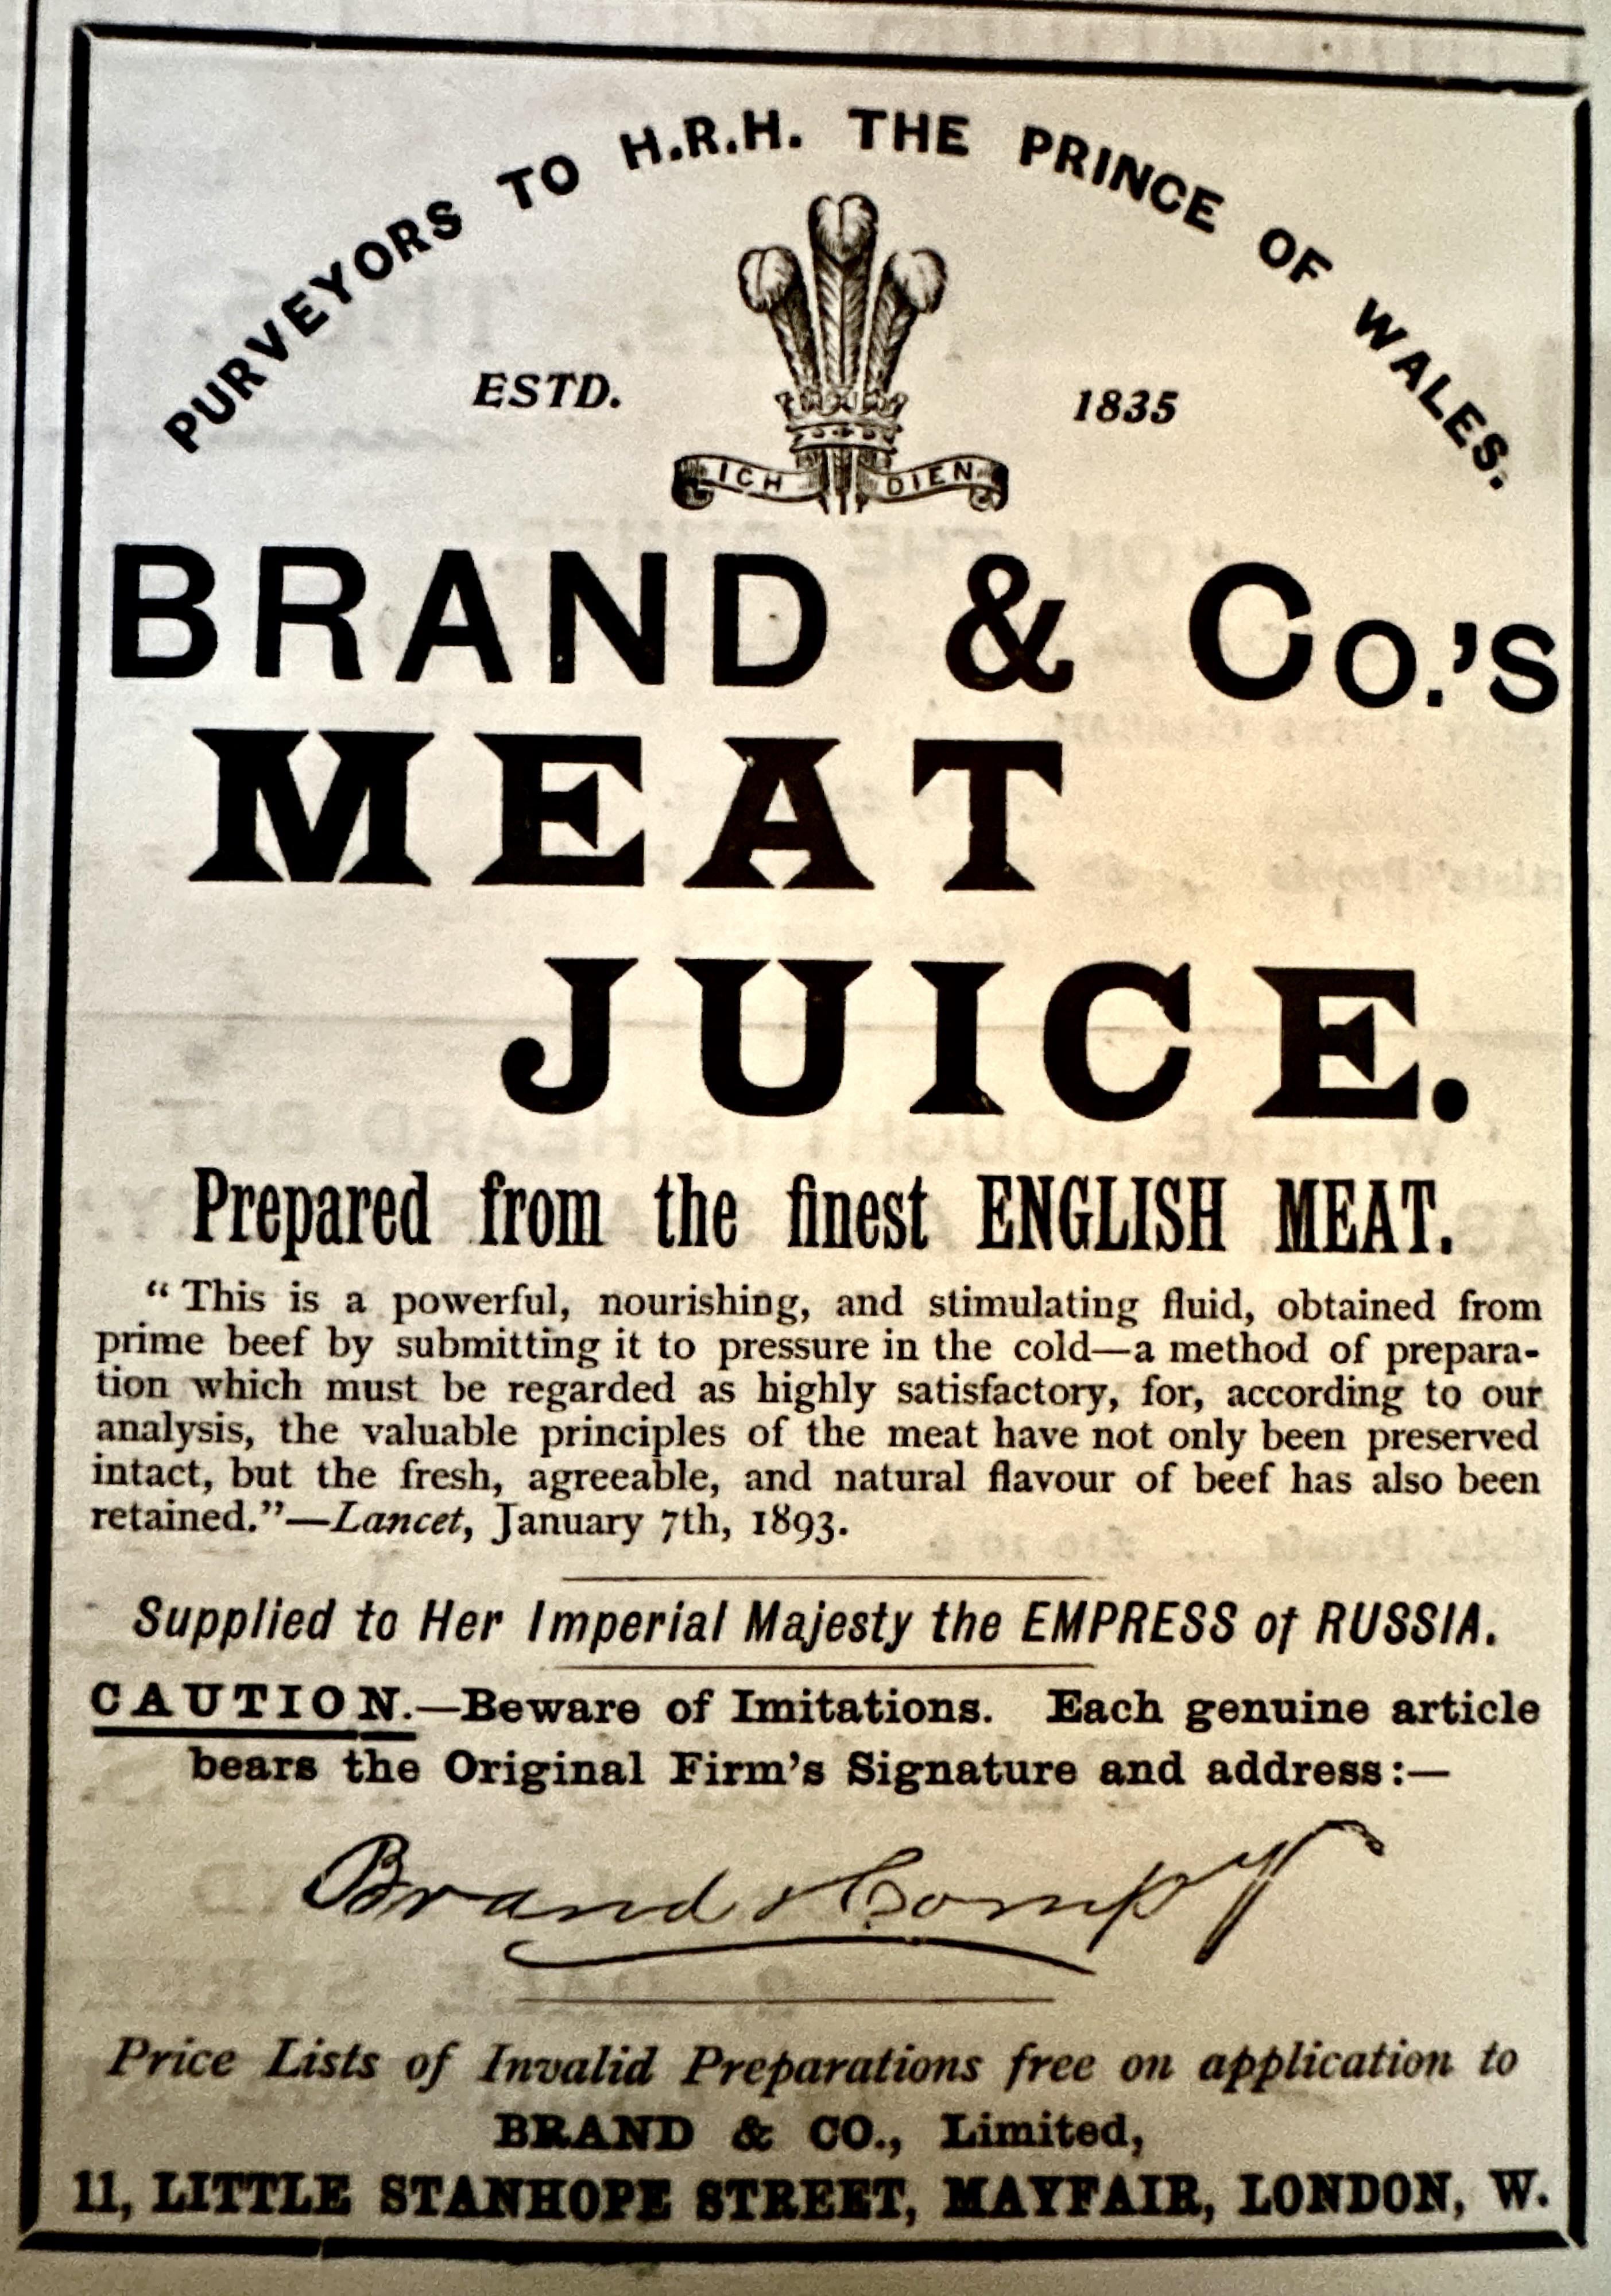 PURVEYORS TO H.R.H. THE PRINCE OF WALES.
ESTD. 1835
ICH DIEN
BRAND & Co.'s
MEAT
JUICE.
Prepared from the finest ENGLISH MEAT.
“This is a powerful, nourishing, and stimulating fluid, obtained from
prime beef by submitting it to pressure in the cold—a method of prepara-
tion which must be regarded as highly satisfactory, for, according to our
analysis, the valuable principles of the meat have not only been preserved
intact, but the fresh, agreeable, and natural flavour of beef has also been
retained.”—Lancet, January 7th, 1893.
Supplied to Her Imperial Majesty the EMPRESS of RUSSIA.
CAUTION.—Beware of Imitations. Each genuine article
bears the Original Firm's Signature and address:—
Brand & Compy
Price Lists of Invalid Preparations free on application to
BRAND & CO., Limited,
11, LITTLE STANHOPE STREET, MAYFAIR, LONDON, W.